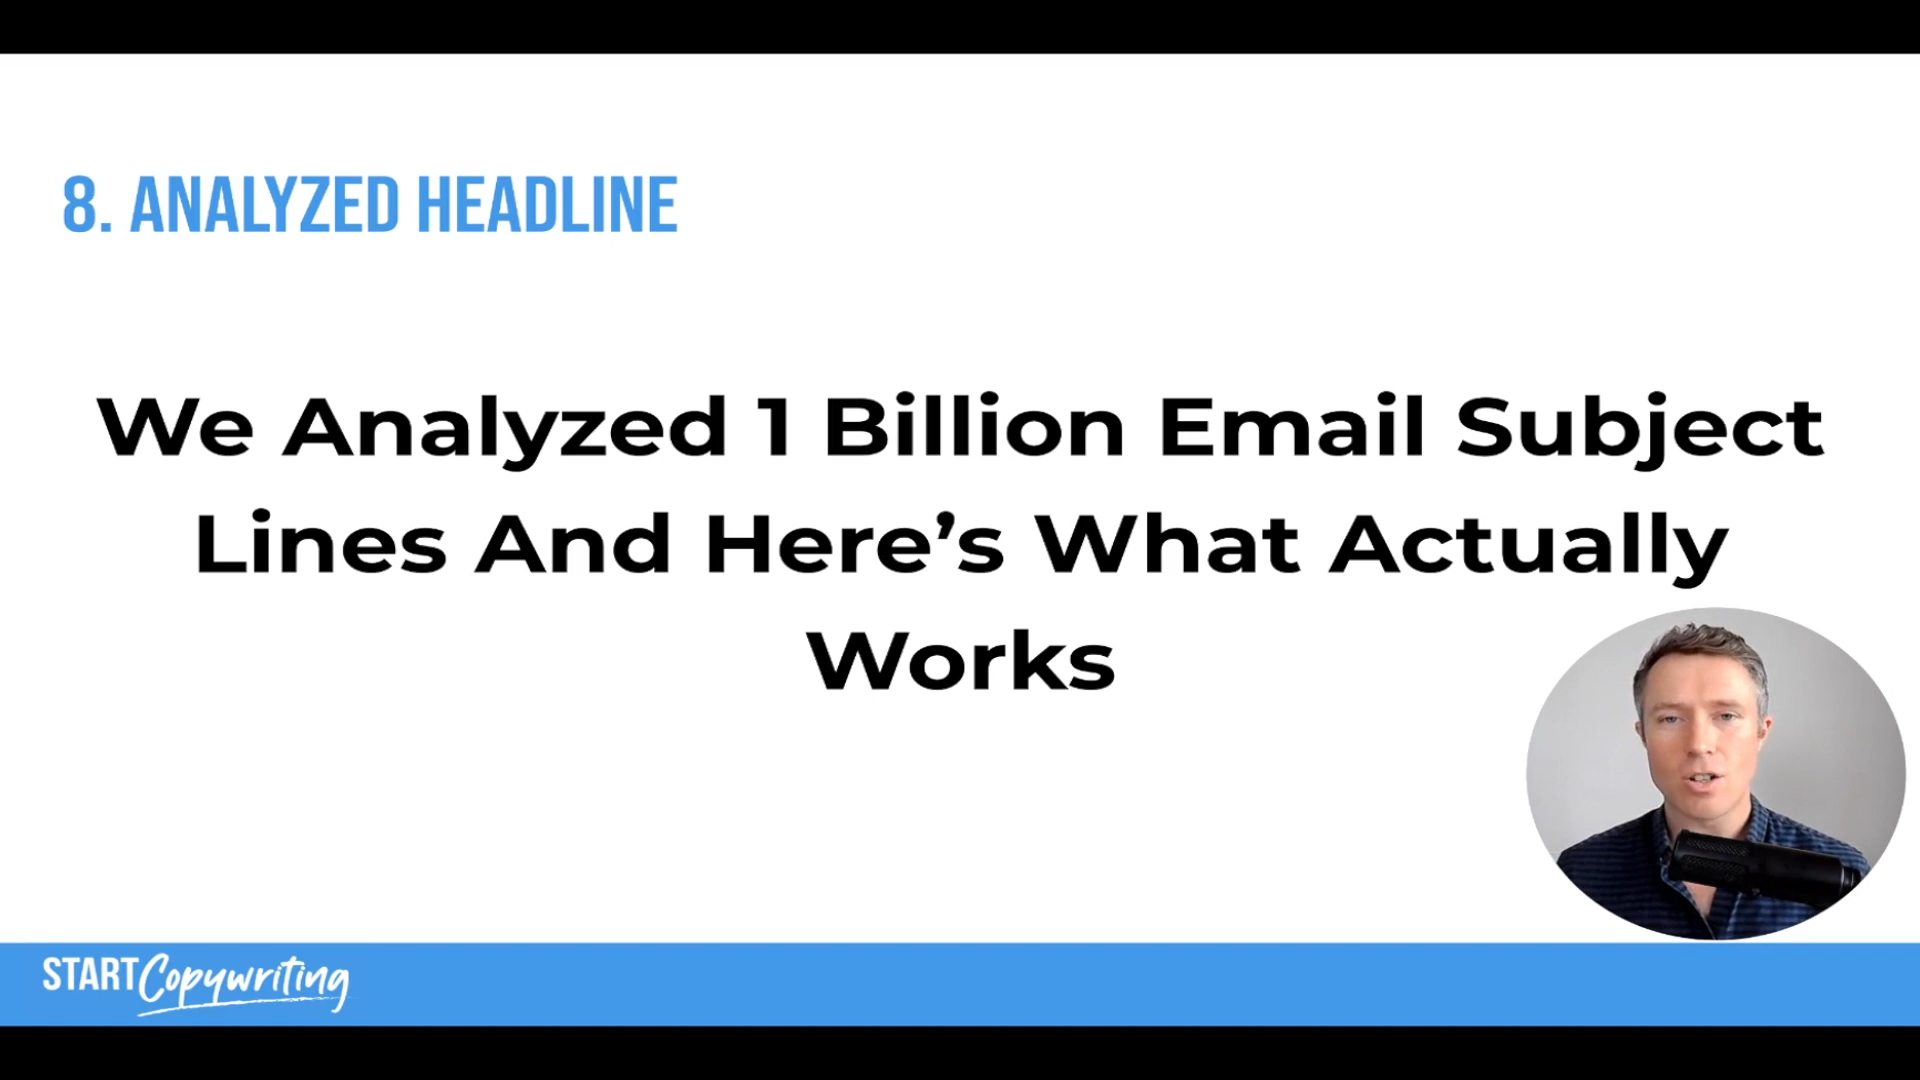 8. ANALYZED HEADLINE
We Analyzed 1 Billion Email Subject
Lines And Here’s What Actually
Works
START Copywriting